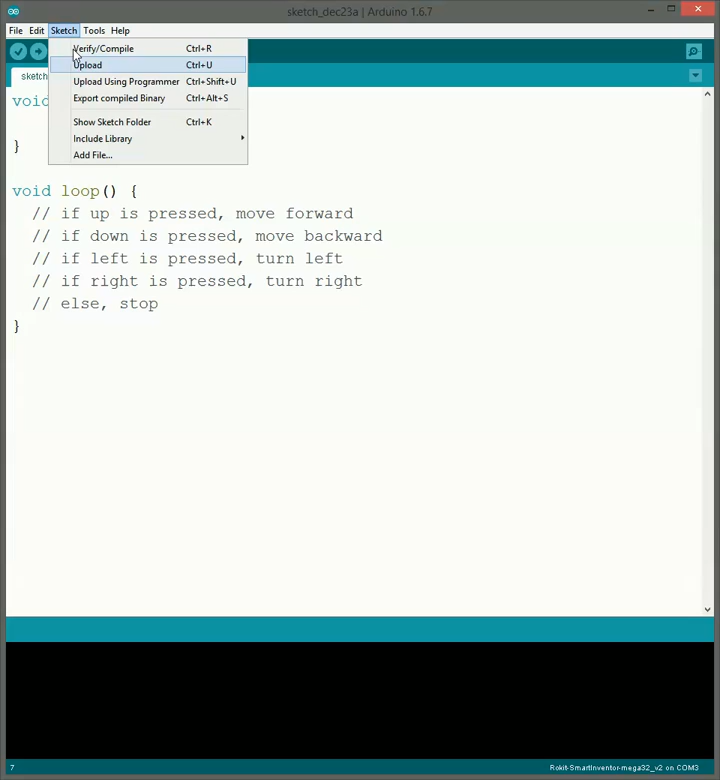 sketch_dec23a | Arduino 1.6.7
File Edit Sketch Tools Help
Verify/Compile Ctrl+R
Upload Ctrl+U
sketch
Upload Using Programmer Ctrl+Shift+U
void
Export compiled Binary Ctrl+Alt+S
Show Sketch Folder Ctrl+K
Include Library
}
Add File...
void loop() {
// if up is pressed, move forward
// if down is pressed, move backward
// if left is pressed, turn left
// if right is pressed, turn right
// else, stop
}
7 Rokit-SmartInventor-mega32_v2 on COM3